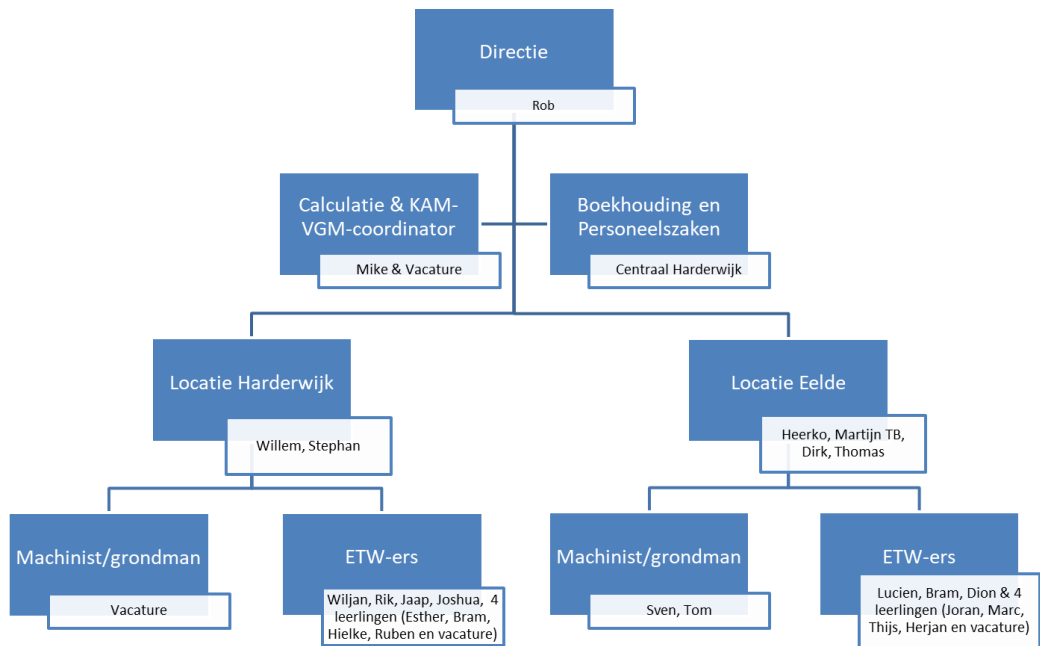 Directie
Rob
Calculatie & KAM-
VGM-coordinator
Mike & Vacature
Boekhouding en
Personeelszaken
Centraal Harderwijk
Locatie Harderwijk
Willem, Stephan
Locatie Eelde
Heerko, Martijn TB,
Dirk, Thomas
Machinist/grondman
Vacature
ETW-ers
Wiljan, Rik, Jaap, Joshua, 4
leerlingen (Esther, Bram,
Hielke, Ruben en vacature)
Machinist/grondman
Sven, Tom
ETW-ers
Lucien, Bram, Dion & 4
leerlingen (Joran, Marc,
Thijs, Herjan en vacature)